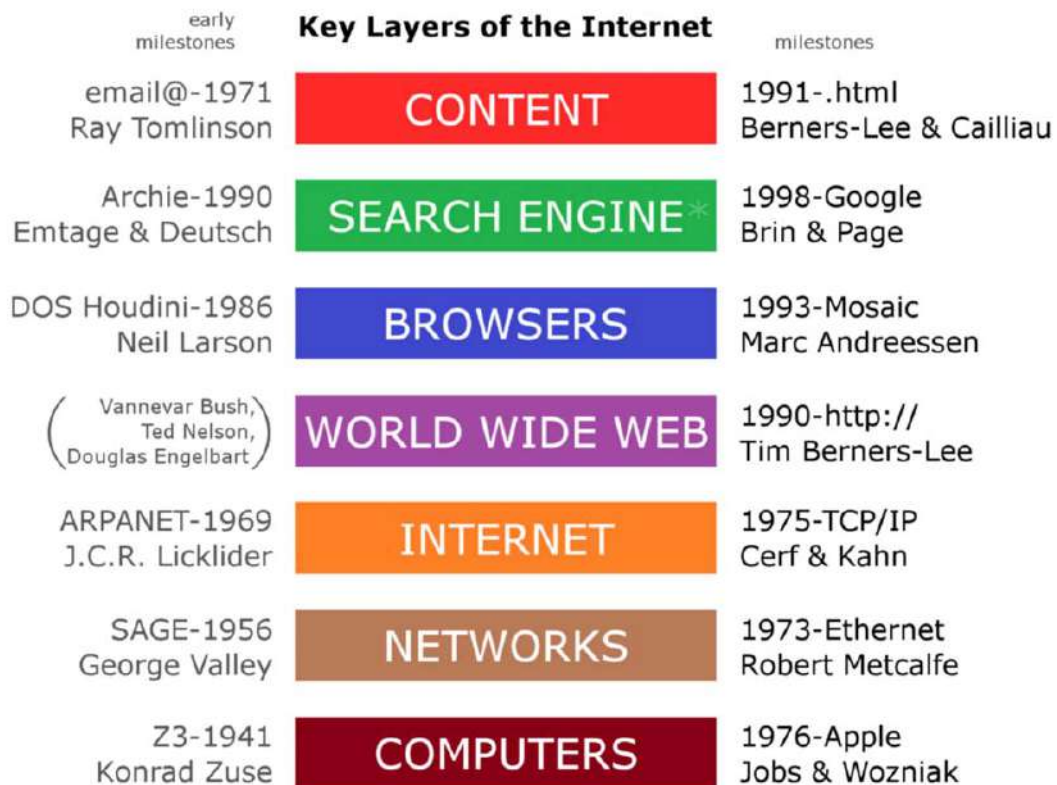 early
milestones
Key Layers of the Internet
milestones
email@-1971
Ray Tomlinson
CONTENT
1991-.html
Berners-Lee & Cailliau
Archie-1990
Emtage & Deutsch
SEARCH ENGINE*
1998-Google
Brin & Page
DOS Houdini-1986
Neil Larson
BROWSERS
1993-Mosaic
Marc Andreessen
(Vannevar Bush,
Ted Nelson,
Douglas Engelbart)
WORLD WIDE WEB
1990-http://
Tim Berners-Lee
ARPANET-1969
J.C.R. Licklider
INTERNET
1975-TCP/IP
Cerf & Kahn
SAGE-1956
George Valley
NETWORKS
1973-Ethernet
Robert Metcalfe
Z3-1941
Konrad Zuse
COMPUTERS
1976-Apple
Jobs & Wozniak